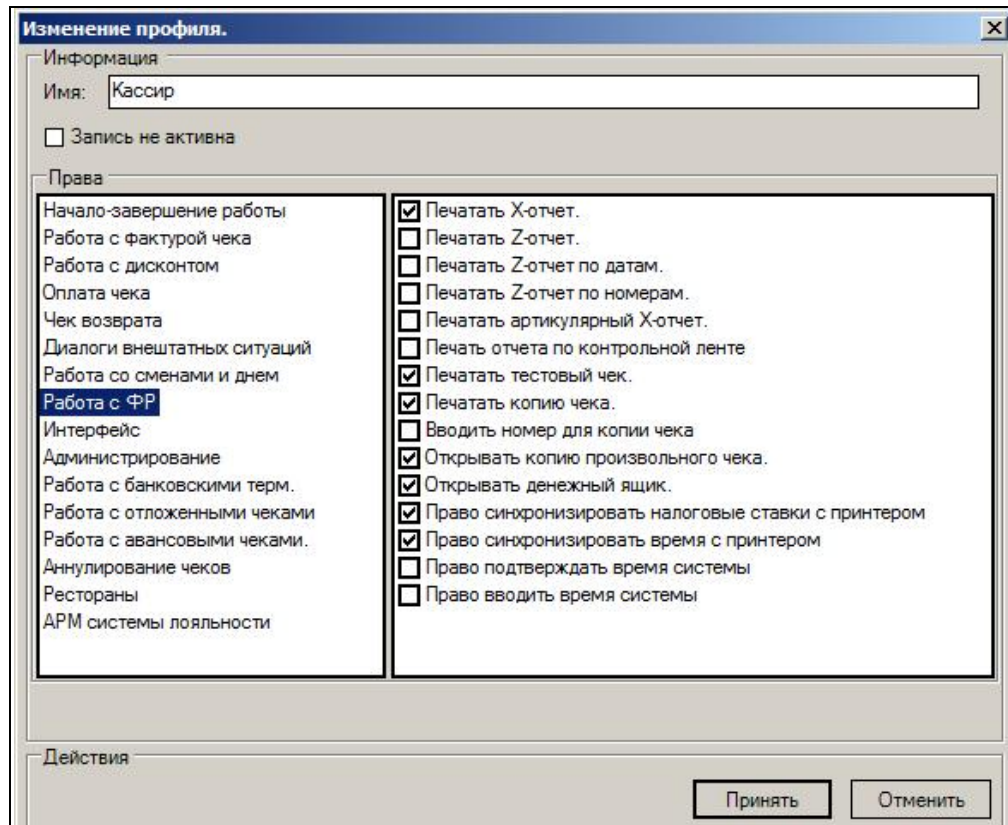 Изменение профиля.
Информация
Имя: Кассир
Запись не активна
Права
Начало-завершение работы
Работа с фактурой чека
Работа с дисконтом
Оплата чека
Чек возврата
Диалоги внештатных ситуаций
Работа со сменами и днем
Работа с ФР
Интерфейс
Администрирование
Работа с банковскими терм.
Работа с отложенными чеками
Работа с авансовыми чеками.
Аннулирование чеков
Рестораны
АРМ системы лояльности
Печатать X-отчет.
Печатать Z-отчет.
Печатать Z-отчет по датам.
Печатать Z-отчет по номерам.
Печатать артикулярный X-отчет.
Печать отчета по контрольной ленте
Печатать тестовый чек.
Печатать копию чека.
Вводить номер для копии чека
Открывать копию произвольного чека.
Открывать денежный ящик.
Право синхронизировать налоговые ставки с принтером
Право синхронизировать время с принтером
Право подтверждать время системы
Право вводить время системы
Действия
Принять Отменить